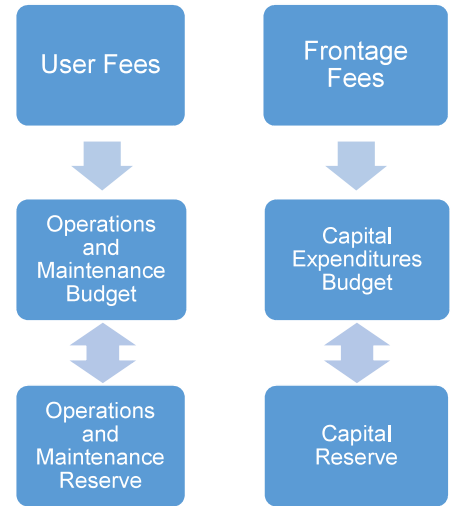 User Fees
Frontage
Fees
Operations
and
Maintenance
Budget
Capital
Expenditures
Budget
Operations
and
Maintenance
Reserve
Capital
Reserve